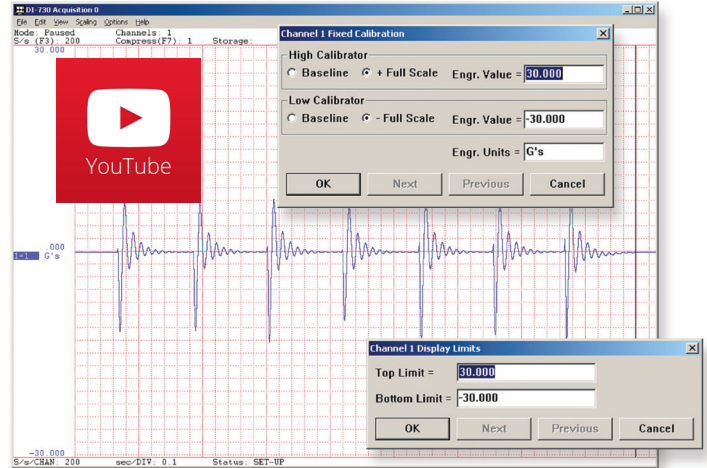 DI-730 Acquisition 0
File Edit View Scaling Options Help
Mode: Paused Channels: 1
S/s (F3): 200 Compress(F7): 1 Storage:
30.000
YouTube
Channel 1 Fixed Calibration
High Calibrator
Baseline + Full Scale Engr. Value = 30.000
Low Calibrator
Baseline - Full Scale Engr. Value = -30.000
Engr. Units = G's
OK Next Previous Cancel
.000
G's
Channel 1 Display Limits
Top Limit = 30.000
Bottom Limit = -30.000
OK Next Previous Cancel
-30.000
S/s/CHAN: 200 sec/DIV: 0.1 Status: SET-UP